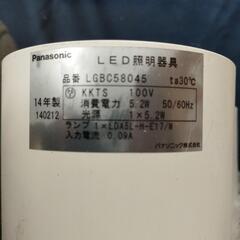 Panasonic
LED照明器具
品番 LGBC58045 ta30℃
KKTS 100V
14年製 消費電力 5.2W 50/60Hz
140212 光源 1×5.2W
ランプ 1×LDA5L-H-E17/W
入力電流 0.09A
パナソニック株式会社